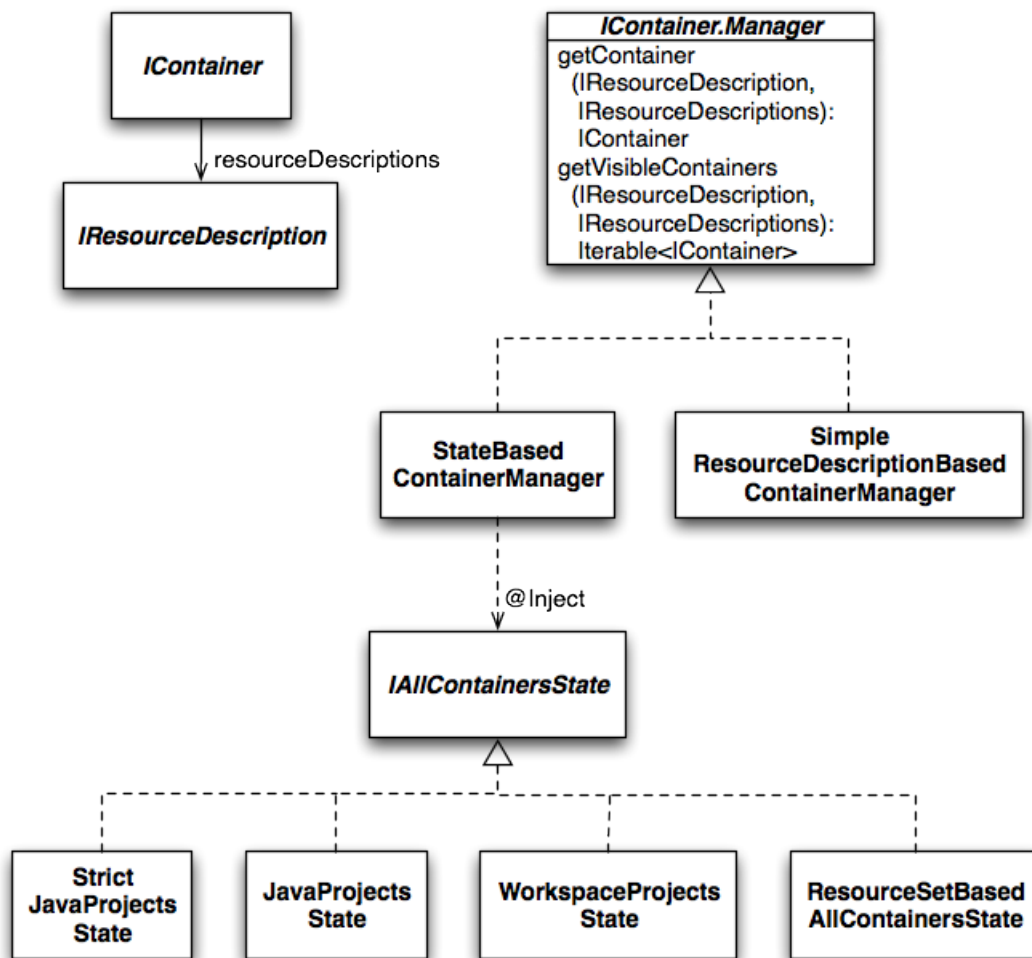 IContainer
resourceDescriptions
IResourceDescription
IContainer.Manager
getContainer
(IResourceDescription,
IResourceDescriptions):
IContainer
getVisibleContainers
(IResourceDescription,
IResourceDescriptions):
Iterable<IContainer>
StateBased
ContainerManager
Simple
ResourceDescriptionBased
ContainerManager
@Inject
IAllContainersState
Strict
JavaProjects
State
JavaProjects
State
WorkspaceProjects
State
ResourceSetBased
AllContainersState